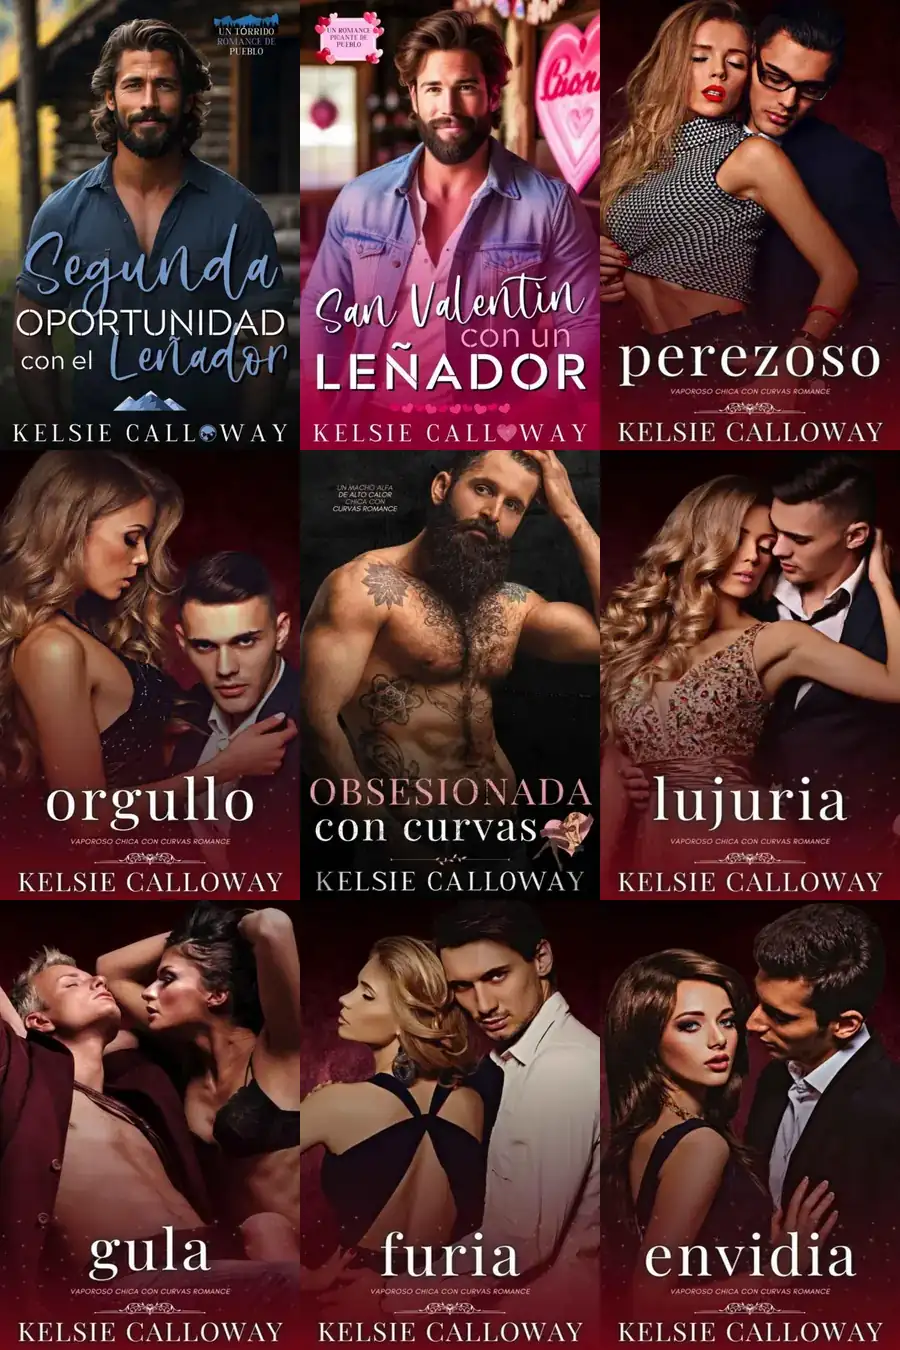 UN TÓRRIDO
ROMANCE DE
PUEBLO
Segunda
OPORTUNIDAD
con el Leñador
KELSIE CALLOWAY
UN ROMANCE
PICANTE DE
PUEBLO
San Valentín
con un
LEÑADOR
KELSIE CALLOWAY
perezoso
VAPOROSO CHICA CON CURVAS ROMANCE
KELSIE CALLOWAY
orgullo
VAPOROSO CHICA CON CURVAS ROMANCE
KELSIE CALLOWAY
UN MACHO ALFA
DE ALTO CALOR
CHICA CON
CURVAS ROMANCE
OBSESIONADA
con curvas
KELSIE CALLOWAY
lujuria
VAPOROSO CHICA CON CURVAS ROMANCE
KELSIE CALLOWAY
gula
VAPOROSO CHICA CON CURVAS ROMANCE
KELSIE CALLOWAY
furia
VAPOROSO CHICA CON CURVAS ROMANCE
KELSIE CALLOWAY
envidia
VAPOROSO CHICA CON CURVAS ROMANCE
KELSIE CALLOWAY